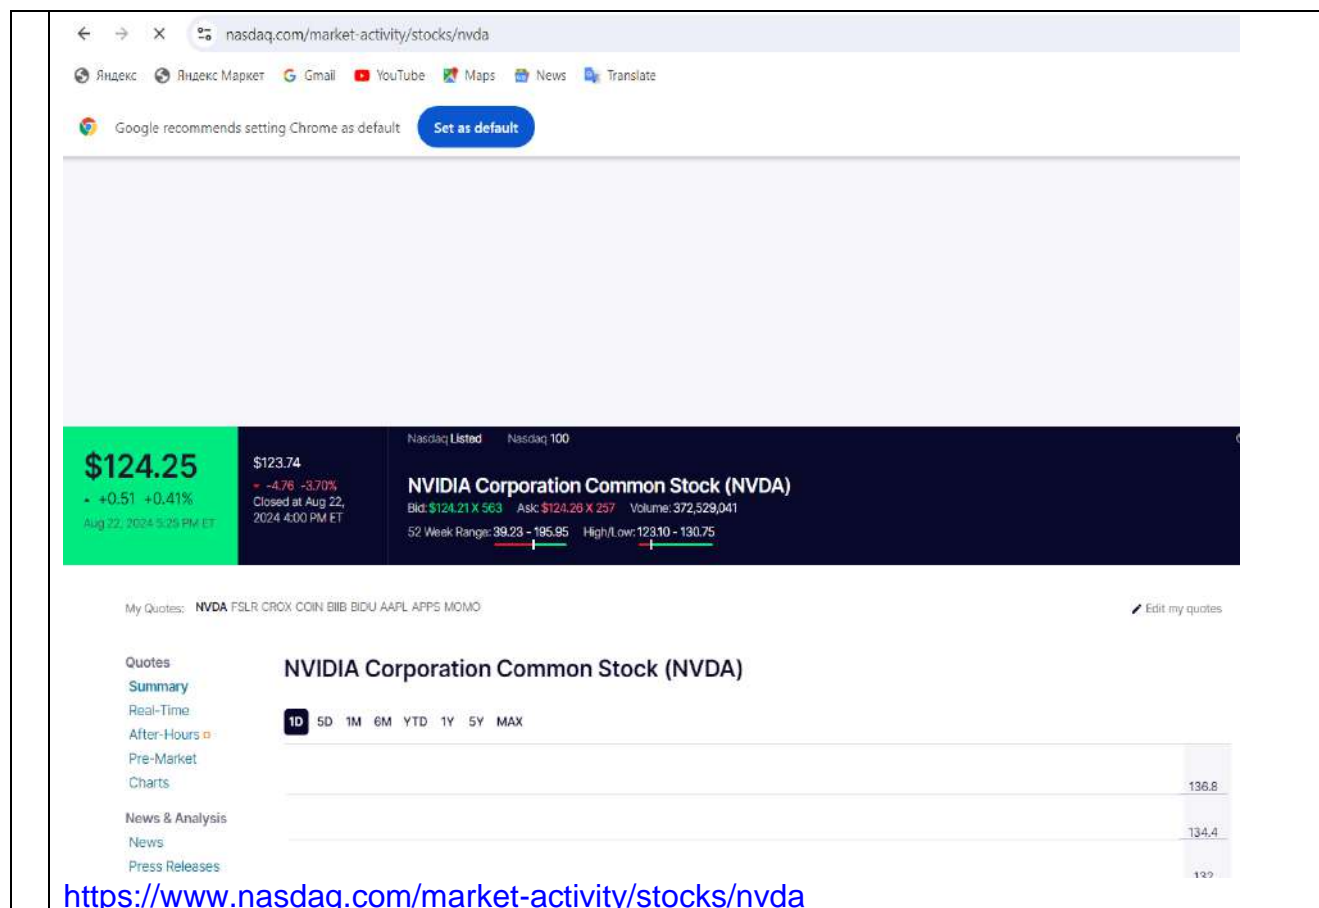 nasdaq.com/market-activity/stocks/nvda
Яндекс Яндекс Маркет Gmail YouTube Maps News Translate
Google recommends setting Chrome as default Set as default
Nasdaq Listed Nasdaq 100
$124.25
+0.51 +0.41%
Aug 22, 2024 5:25 PM ET
$123.74
-4.76 -3.70%
Closed at Aug 22,
2024 4:00 PM ET
NVIDIA Corporation Common Stock (NVDA)
Bid: $124.21 X 563 Ask: $124.26 X 257 Volume: 372,529,041
52 Week Range: 39.23 - 195.95 High/Low: 123.10 - 130.75
My Quotes: NVDA FSLR CROX COIN BIIB BIDU AAPL APPS MOMO
Edit my quotes
Quotes
Summary
Real-Time
After-Hours
Pre-Market
Charts
News & Analysis
News
Press Releases
NVIDIA Corporation Common Stock (NVDA)
1D 5D 1M 6M YTD 1Y 5Y MAX
136.8
134.4
132
https://www.nasdaq.com/market-activity/stocks/nvda